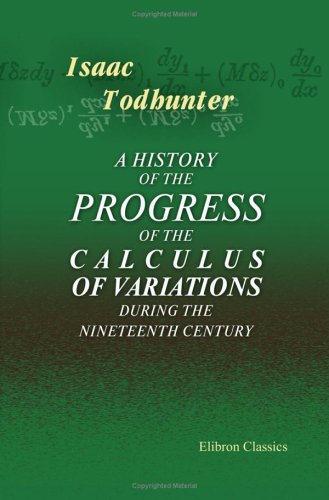 Isaac
Todhunter
A HISTORY
OF THE
PROGRESS
OF THE
CALCULUS
OF VARIATIONS
DURING THE
NINETEENTH CENTURY
Elibron Classics